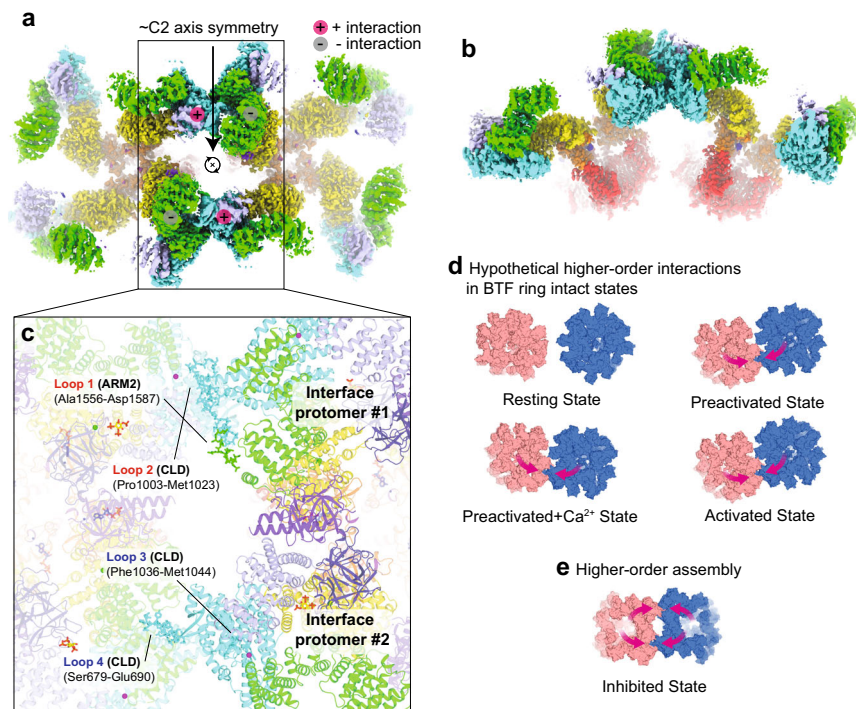 a
~C2 axis symmetry
+ + interaction
- - interaction
+
-
-
+
b
c
Loop 1 (ARM2)
(Ala1556-Asp1587)
Interface
protomer #1
Loop 2 (CLD)
(Pro1003-Met1023)
Loop 3 (CLD)
(Phe1036-Met1044)
Interface
protomer #2
Loop 4 (CLD)
(Ser679-Glu690)
d Hypothetical higher-order interactions
in BTF ring intact states
Resting State
Preactivated State
Preactivated+Ca²⁺ State
Activated State
e Higher-order assembly
Inhibited State